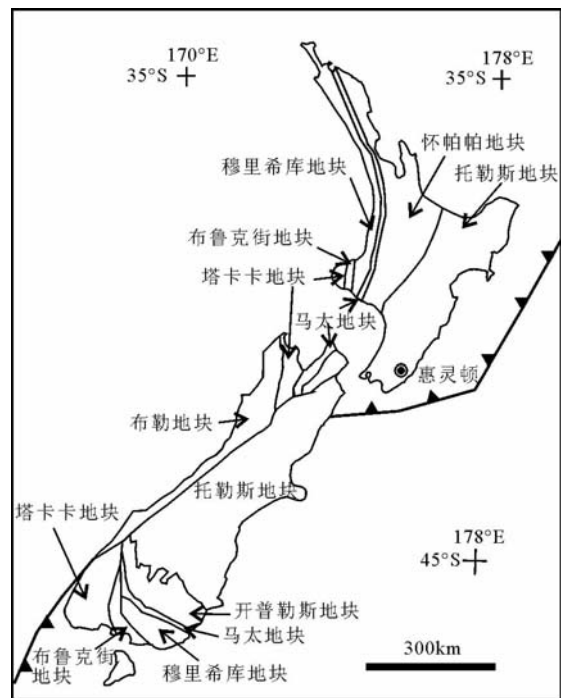 170°E
35°S
178°E
35°S
怀帕帕地块
托勒斯地块
穆里希库地块
布鲁克街地块
塔卡卡地块
马太地块
惠灵顿
布勒地块
托勒斯地块
塔卡卡地块
178°E
45°S
开普勒斯地块
马太地块
布鲁克街
地块
穆里希库地块
300km